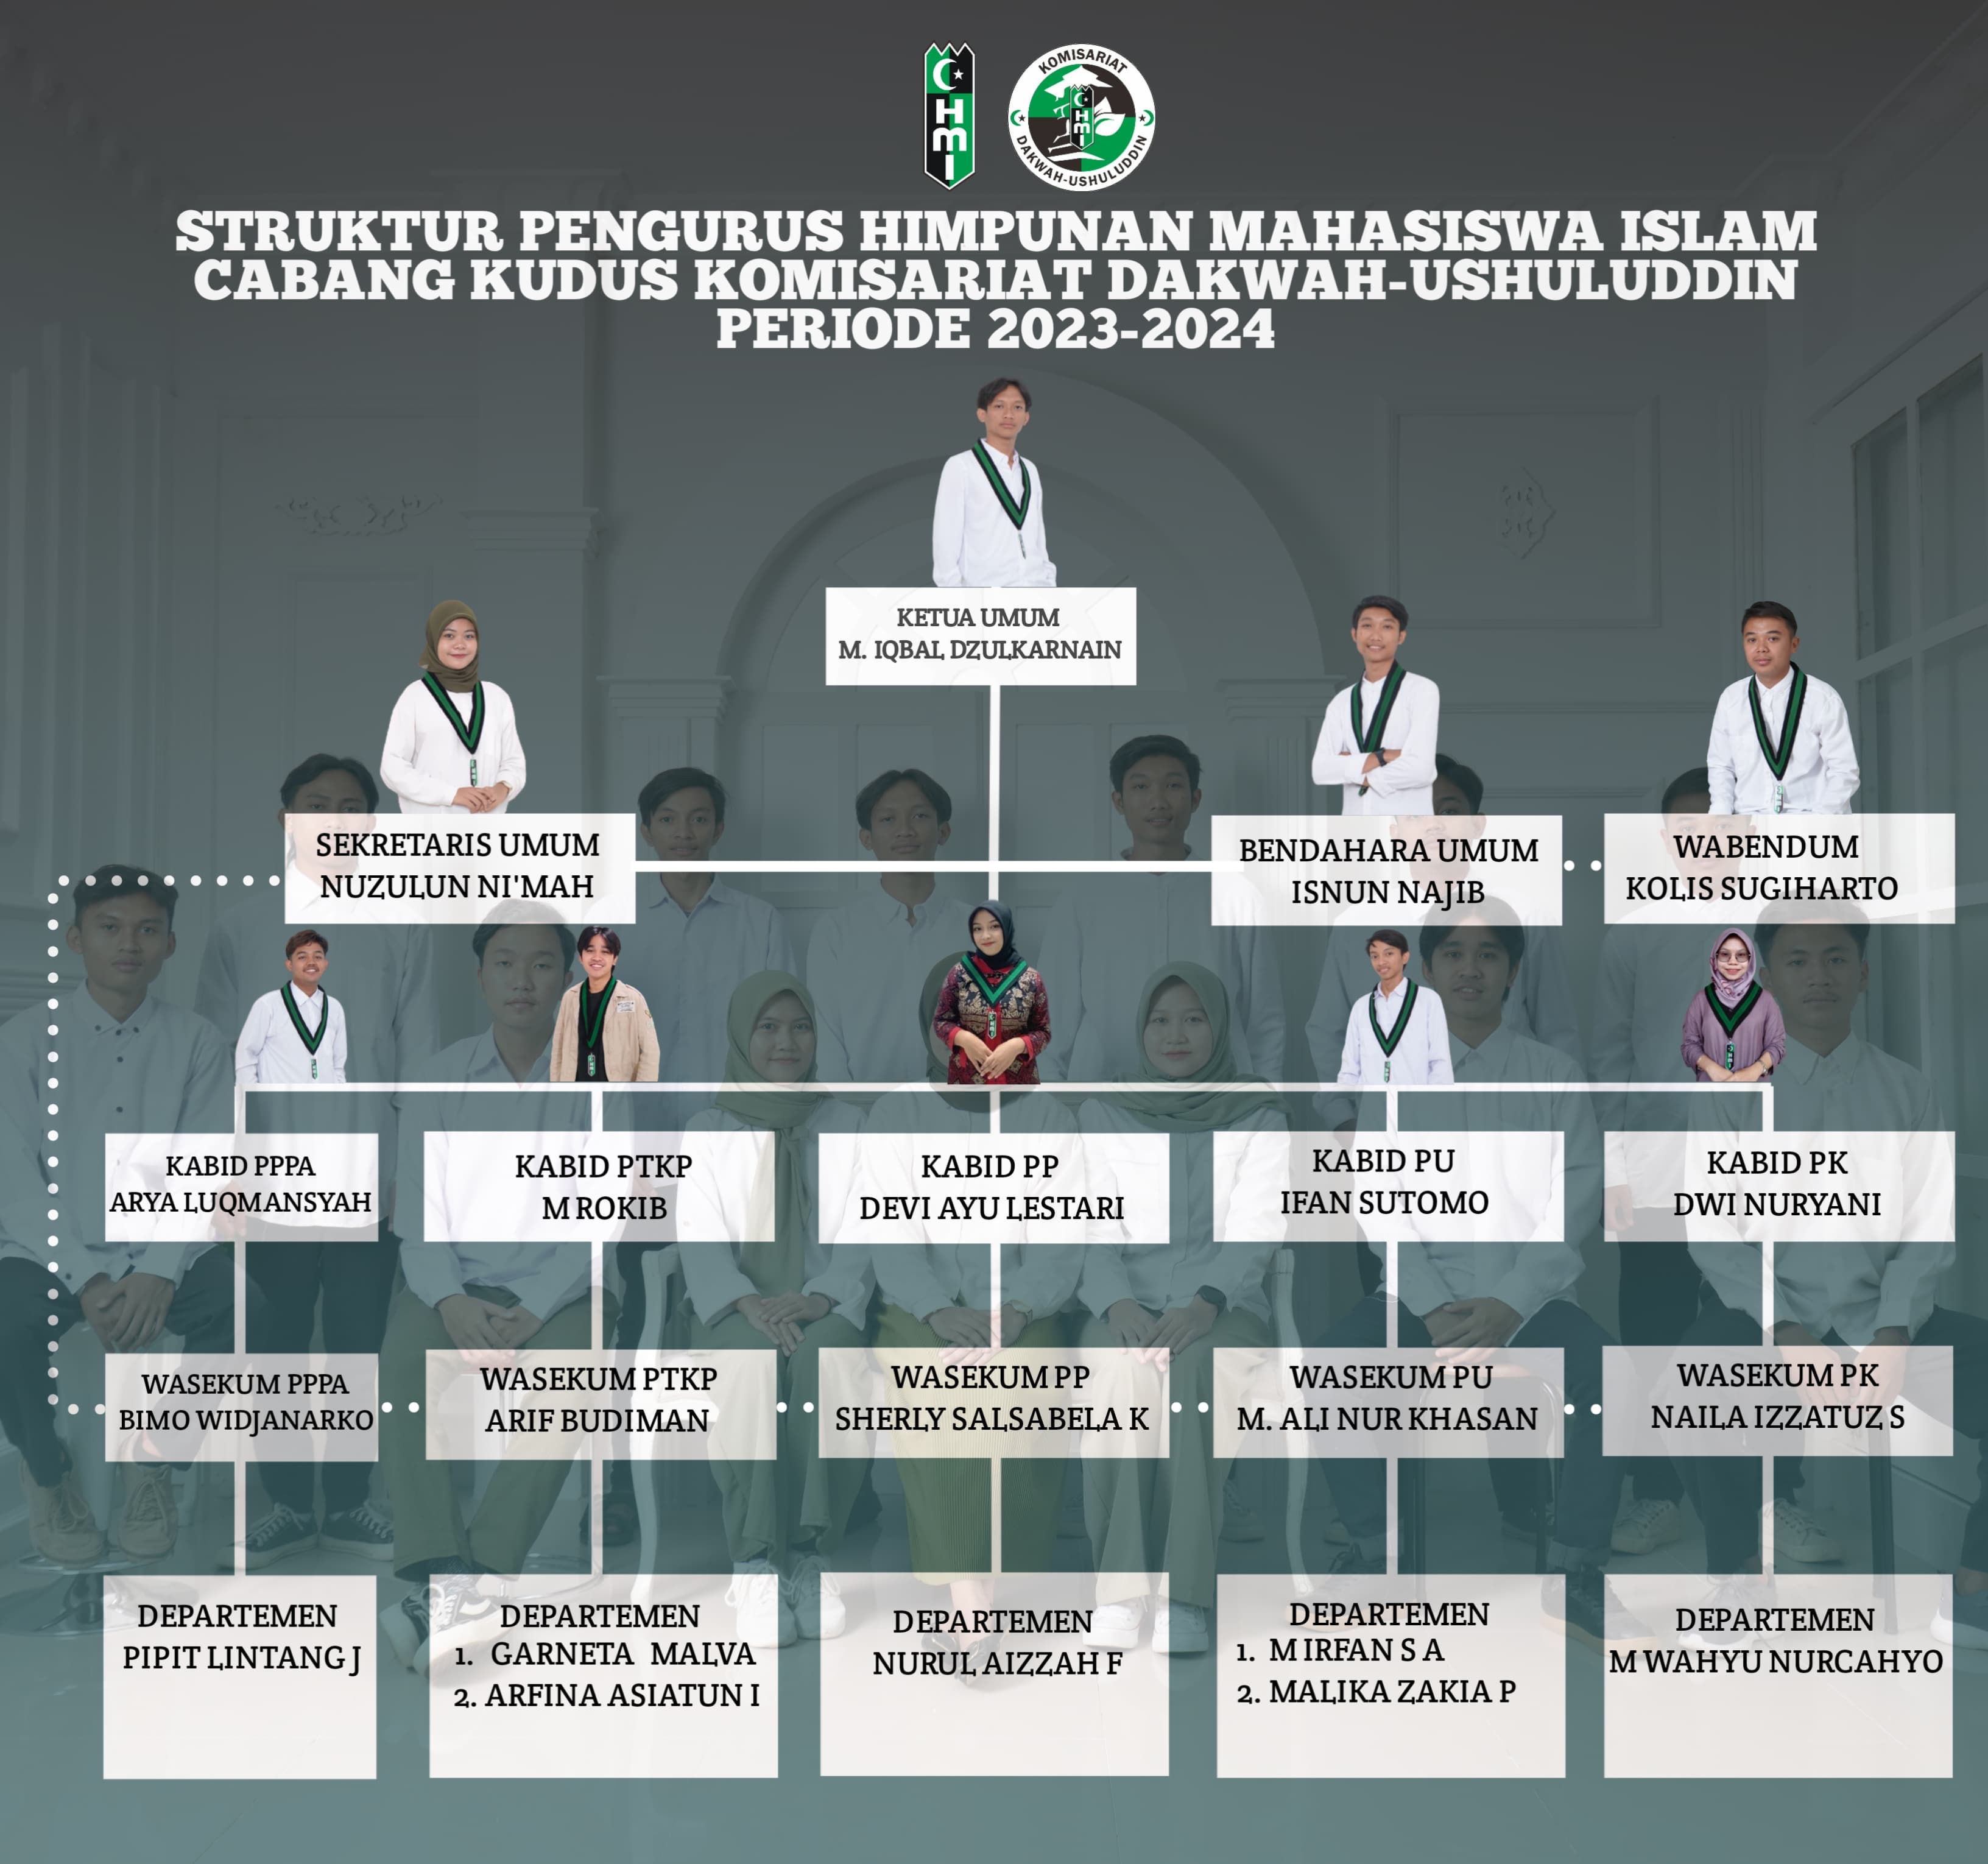 HMI
KOMISARIAT
HMI
DAKWAH-USHULUDDIN
STRUKTUR PENGURUS HIMPUNAN MAHASISWA ISLAM
CABANG KUDUS KOMISARIAT DAKWAH-USHULUDDIN
PERIODE 2023-2024
KETUA UMUM
M. IQBAL DZULKARNAIN
SEKRETARIS UMUM
NUZULUN NI'MAH
BENDAHARA UMUM
ISNUN NAJIB
WABENDUM
KOLIS SUGIHARTO
KABID PPPA
ARYA LUQMANSYAH
KABID PTKP
M ROKIB
KABID PP
DEVI AYU LESTARI
KABID PU
IFAN SUTOMO
KABID PK
DWI NURYANI
WASEKUM PPPA
BIMO WIDJANARKO
WASEKUM PTKP
ARIF BUDIMAN
WASEKUM PP
SHERLY SALSABELA K
WASEKUM PU
M. ALI NUR KHASAN
WASEKUM PK
NAILA IZZATUZ S
DEPARTEMEN
PIPIT LINTANG J
DEPARTEMEN
1. GARNETA MALVA
2. ARFINA ASIATUN I
DEPARTEMEN
NURUL AIZZAH F
DEPARTEMEN
1. M IRFAN S A
2. MALIKA ZAKIA P
DEPARTEMEN
M WAHYU NURCAHYO